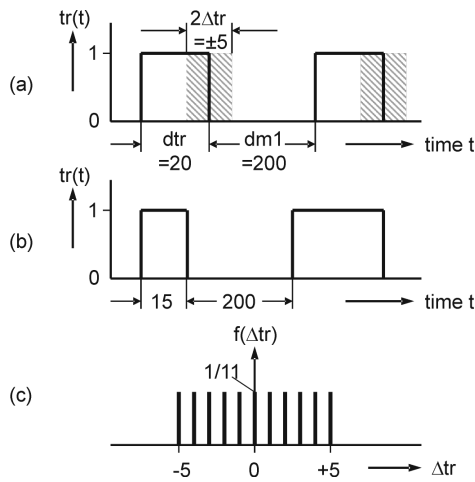 tr(t)
2Δtr
=±5
1
(a)
0
dtr
=20
dm1
=200
time t
tr(t)
1
(b)
0
15
200
time t
f(Δtr)
1/11
(c)
-5
0
+5
Δtr